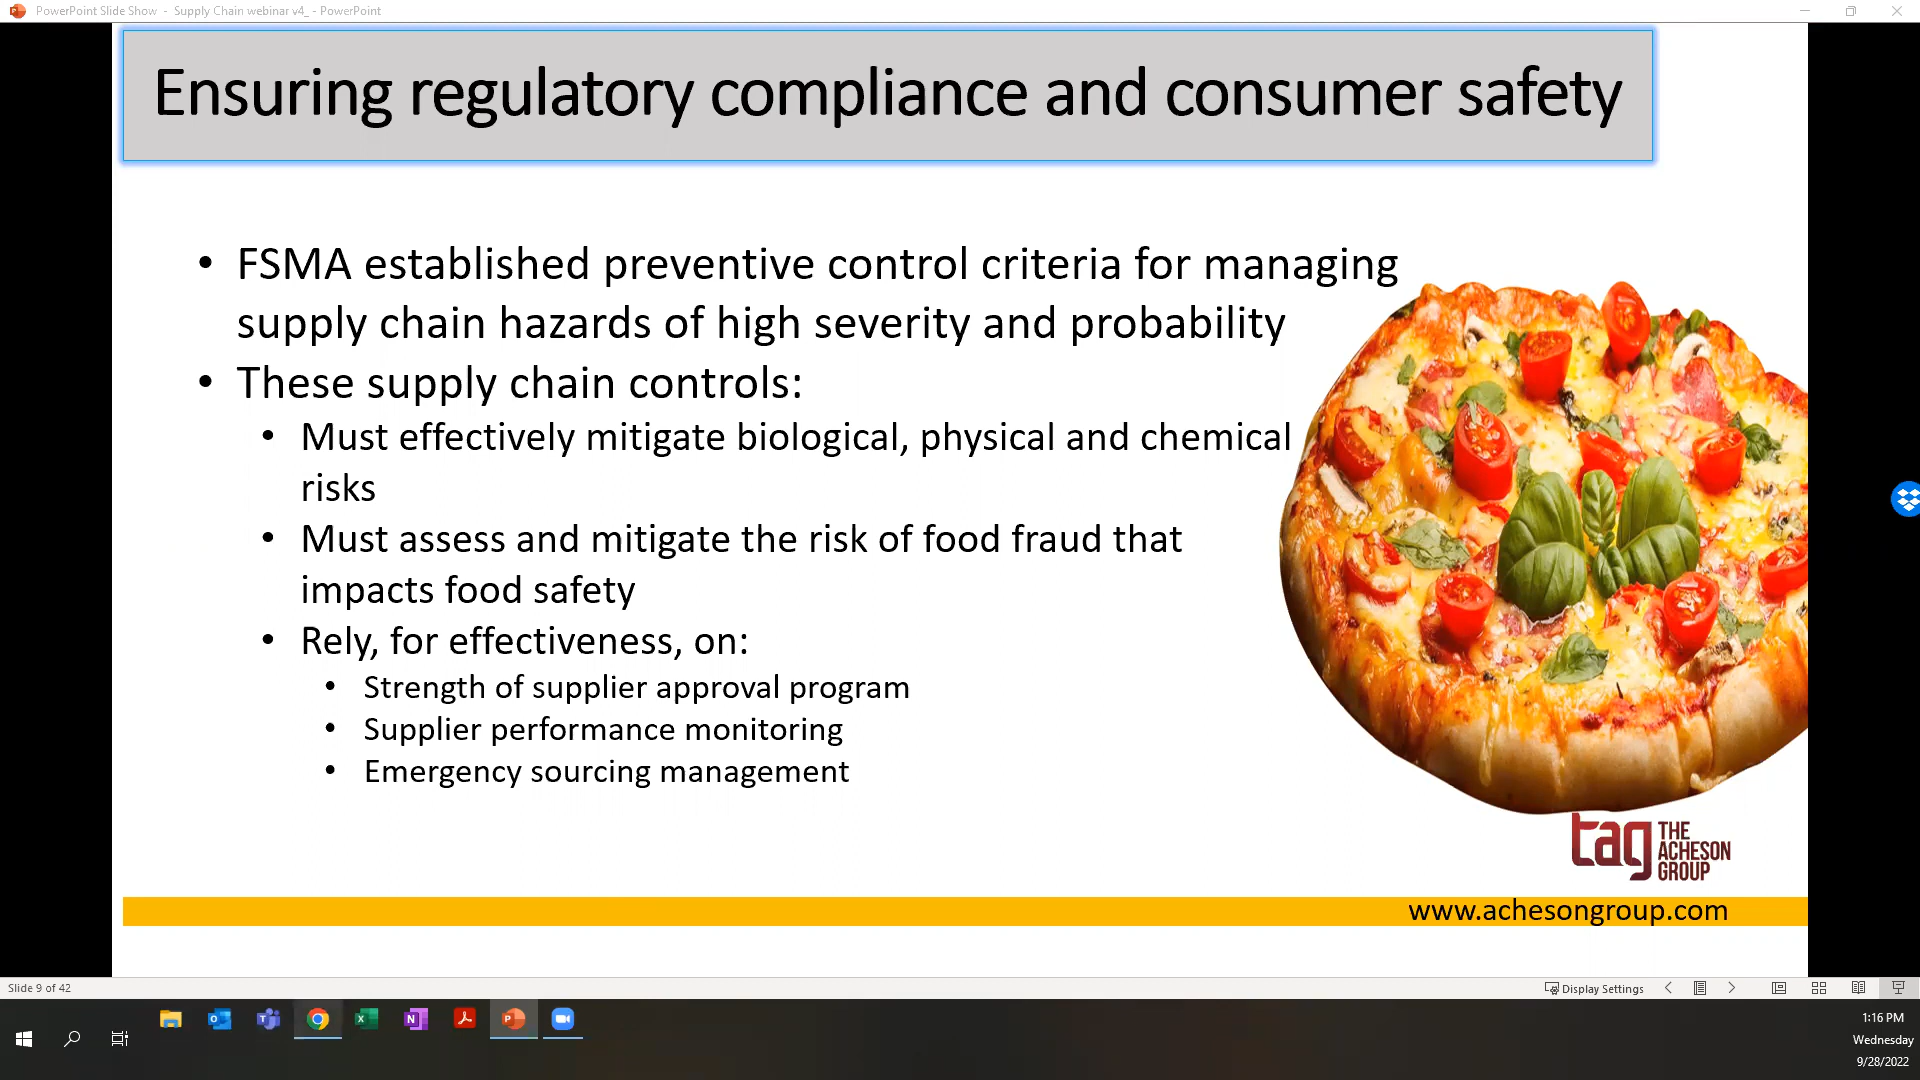 PowerPoint Slide Show - Supply Chain webinar v4_ - PowerPoint
Ensuring regulatory compliance and consumer safety
• FSMA established preventive control criteria for managing
supply chain hazards of high severity and probability
• These supply chain controls:
• Must effectively mitigate biological, physical and chemical
risks
• Must assess and mitigate the risk of food fraud that
impacts food safety
• Rely, for effectiveness, on:
• Strength of supplier approval program
• Supplier performance monitoring
• Emergency sourcing management
tag THE
ACHESON
GROUP
www.achesongroup.com
Slide 9 of 42
Display Settings
1:16 PM
Wednesday
9/28/2022